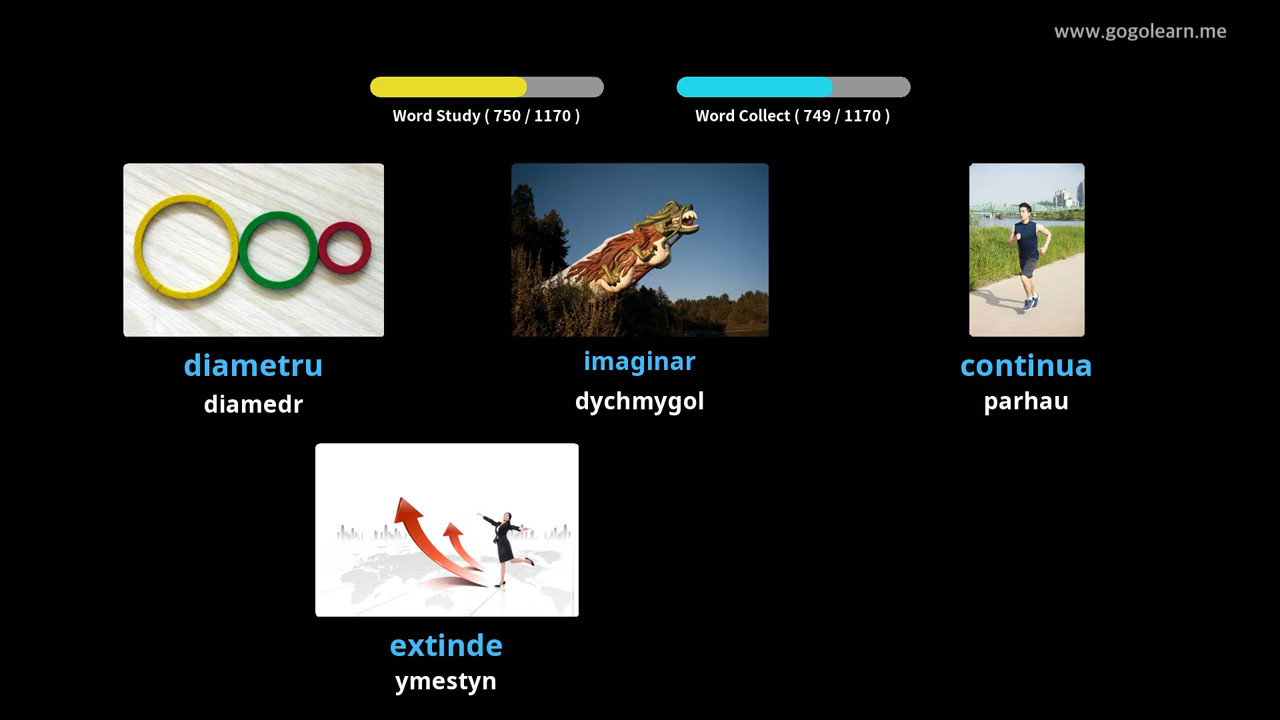 www.gogolearn.me
Word Study ( 750 / 1170 )
Word Collect ( 749 / 1170 )
diametru
diamedr
imaginar
dychmygol
continua
parhau
extinde
ymestyn